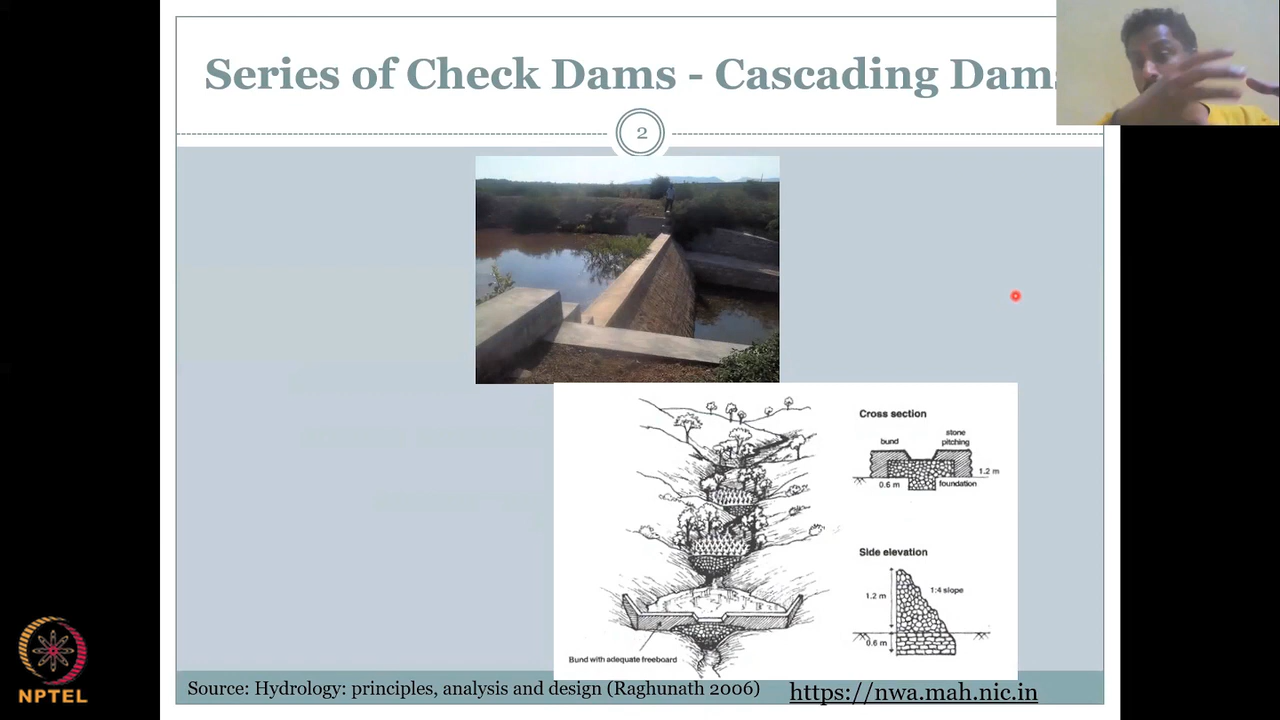 Series of Check Dams - Cascading Dams
2
Cross section
bund
stone
pitching
1.2 m
0.6 m
foundation
Side elevation
1.2 m
1:4 slope
0.6 m
Bund with adequate freeboard
Source: Hydrology: principles, analysis and design (Raghunath 2006)
https://nwa.mah.nic.in
NPTEL